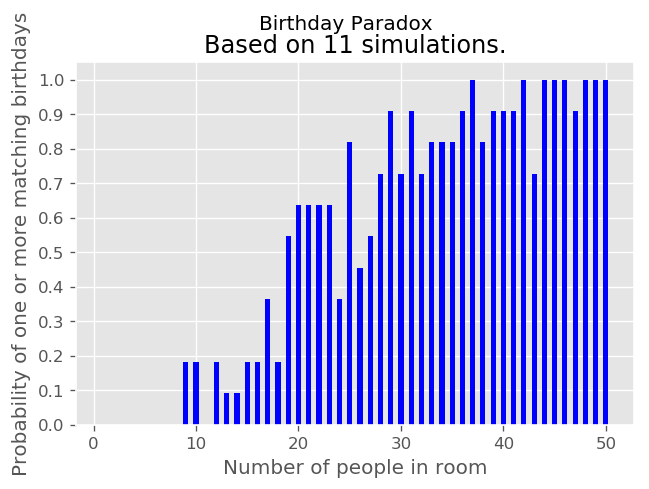 Birthday Paradox
Based on 11 simulations.
Probability of one or more matching birthdays
1.0
0.9
0.8
0.7
0.6
0.5
0.4
0.3
0.2
0.1
0.0
0 10 20 30 40 50
Number of people in room